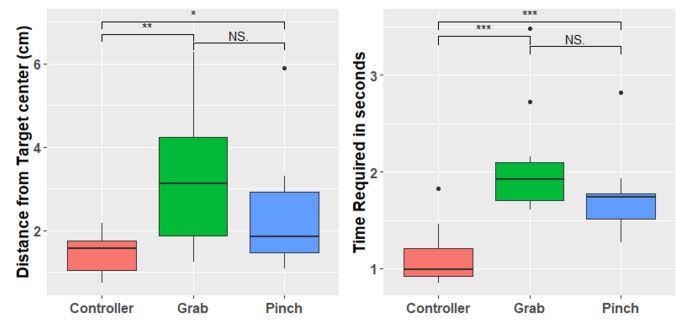 Distance from Target center (cm)
6
4
2
*
**
NS.
Controller
Grab
Pinch
Time Required in seconds
3
2
1
***
***
NS.
Controller
Grab
Pinch